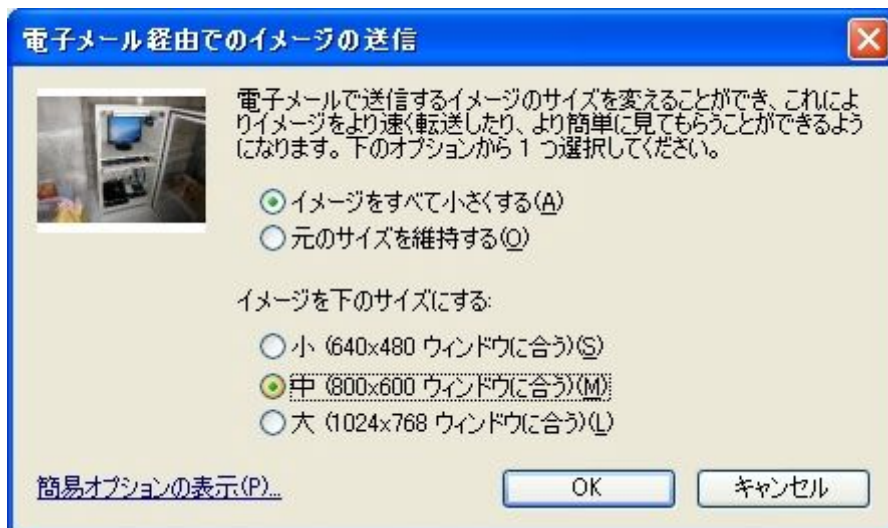 電子メール経由でのイメージの送信
電子メールで送信するイメージのサイズを変えることができ、これによ
りイメージをより速く転送したり、より簡単に見てもらうことができるよう
になります。下のオプションから 1 つ選択してください。
イメージをすべて小さくする(A)
元のサイズを維持する(O)
イメージを下のサイズにする:
小 (640x480 ウィンドウに合う)(S)
中 (800x600 ウィンドウに合う)(M)
大 (1024x768 ウィンドウに合う)(L)
簡易オプションの表示(P)...
OK
キャンセル